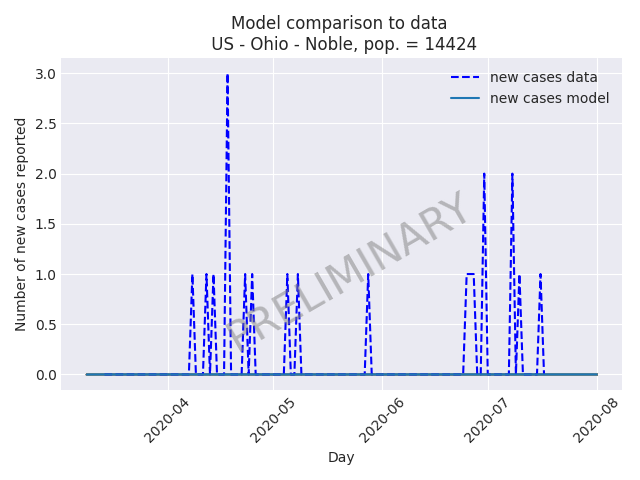 Model comparison to data
US - Ohio - Noble, pop. = 14424
new cases data
new cases model
Number of new cases reported
3.0
2.5
2.0
1.5
1.0
0.5
0.0
PRELIMINARY
2020-04
2020-05
2020-06
2020-07
2020-08
Day